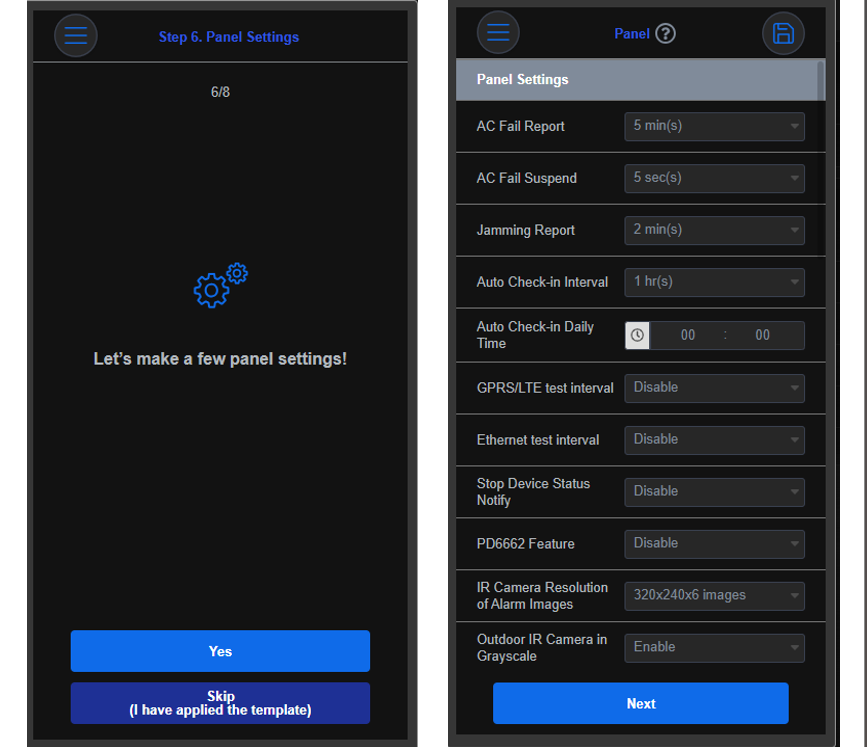 Step 6. Panel Settings
6/8
Let's make a few panel settings!
Yes
Skip
(I have applied the template)
Panel ?
Panel Settings
AC Fail Report 5 min(s)
AC Fail Suspend 5 sec(s)
Jamming Report 2 min(s)
Auto Check-in Interval 1 hr(s)
Auto Check-in Daily
Time 00 : 00
GPRS/LTE test interval Disable
Ethernet test interval Disable
Stop Device Status
Notify Disable
PD6662 Feature Disable
IR Camera Resolution
of Alarm Images 320x240x6 images
Outdoor IR Camera in
Grayscale Enable
Next